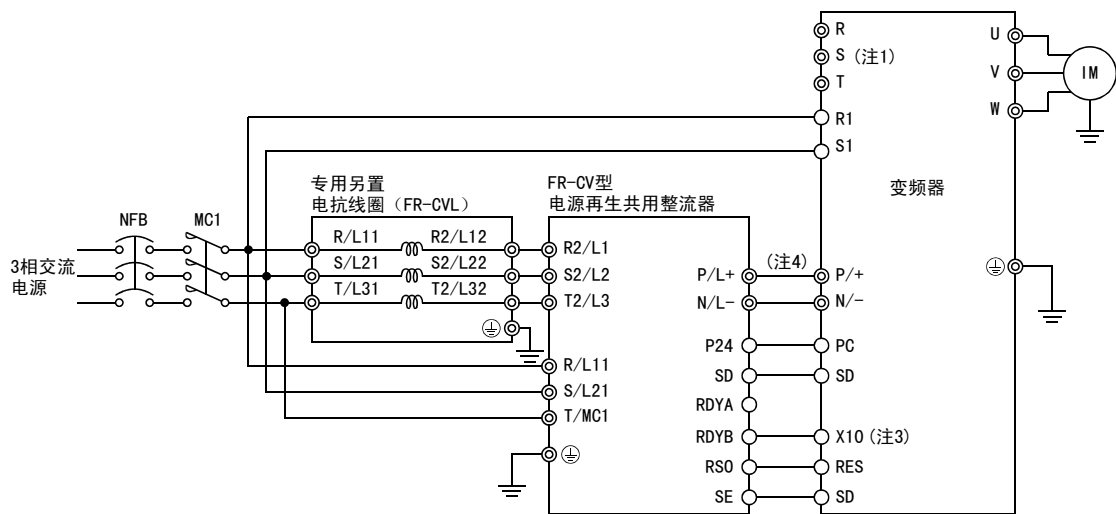 R
S (注1)
T
R1
S1
U
V
W
IM
变频器
专用另置
电抗线圈（FR-CVL）
FR-CV型
电源再生共用整流器
NFB
MC1
3相交流
电源
R/L11
R2/L12
S/L21
S2/L22
T/L31
T2/L32
R2/L1
S2/L2
T2/L3
R/L11
S/L21
T/MC1
P/L+
(注4)
P/+
N/L-
N/-
P24
PC
SD
SD
RDYA
RDYB
X10 (注3)
RSO
RES
SE
SD